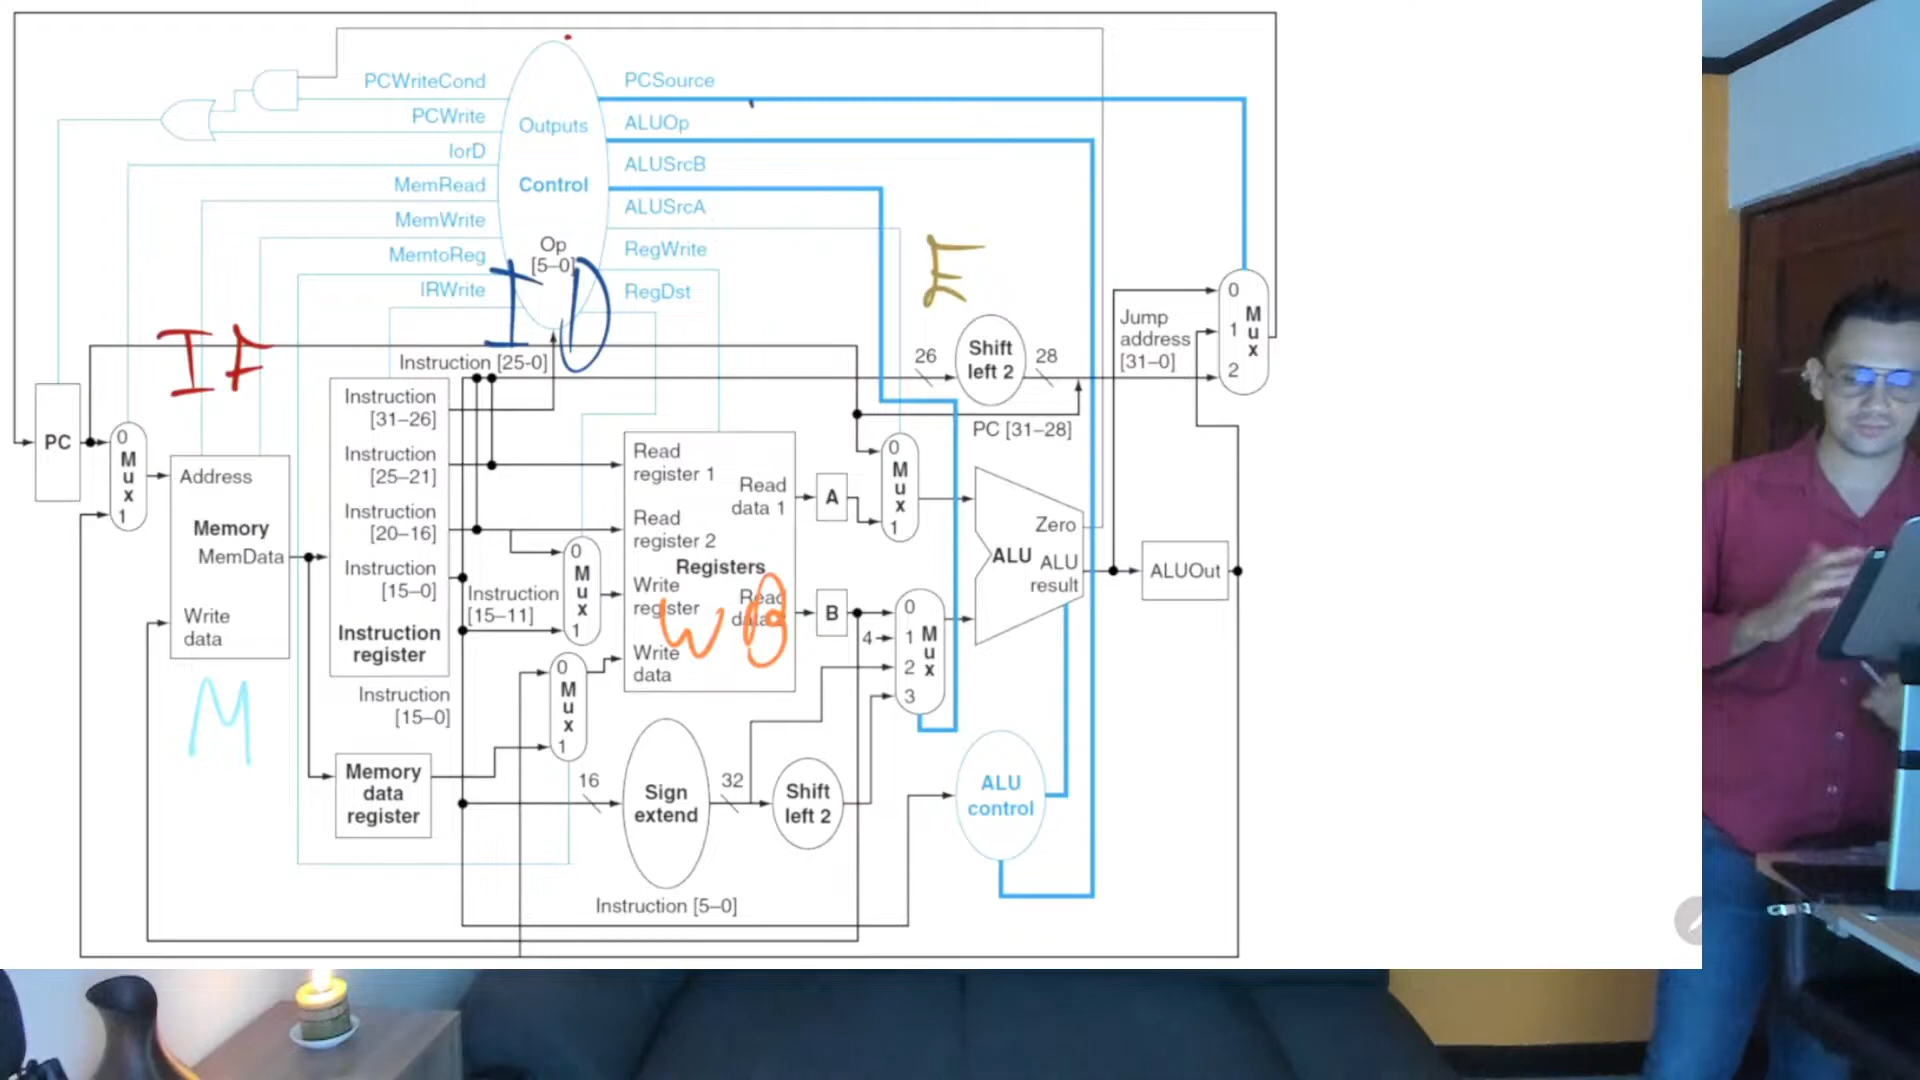 PCWriteCond
PCWrite
IorD
MemRead
MemWrite
MemtoReg
IRWrite
Outputs
Control
Op
[5–0]
PCSource
ALUOp
ALUSrcB
ALUSrcA
RegWrite
RegDst
IF
ID
E
M
WB
PC
0
M
u
x
1
Address
Memory
MemData
Write
data
Instruction [25-0]
Instruction
[31–26]
Instruction
[25–21]
Instruction
[20–16]
Instruction
[15–0]
Instruction
register
Instruction
[15–0]
Memory
data
register
Instruction
[15–11]
0
M
u
x
1
0
M
u
x
1
Read
register 1
Read
register 2
Registers
Write
register
Write
data
Read
data 1
Read
A
B
4
0
M
u
x
1
0
1
2
3
M
u
x
16
Sign
extend
32
Shift
left 2
Instruction [5–0]
26
Shift
left 2
28
Jump
address
[31–0]
PC [31–28]
Zero
ALU
ALU
result
ALUOut
0
1
2
M
u
x
ALU
control